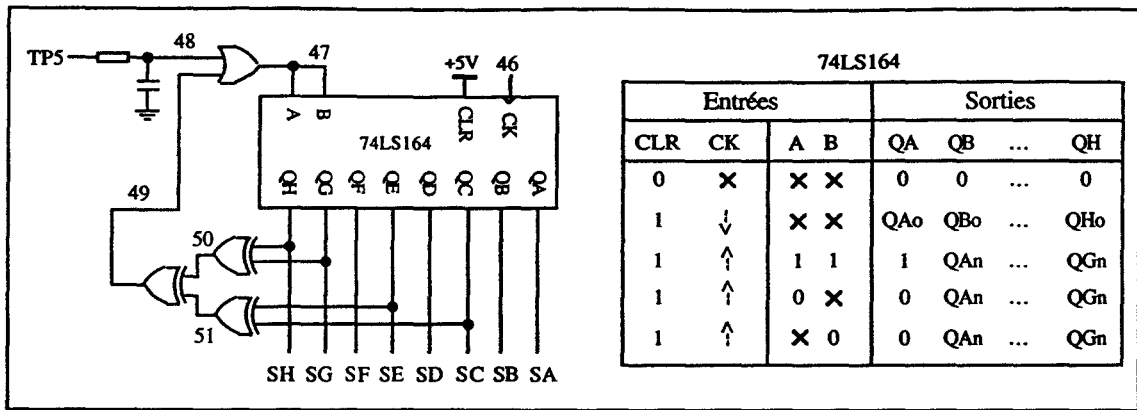 TP5
48
47
+5V
46
A B CLR CK
74LS164
QH QG QF QE QD QC QB QA
49
50
51
SH SG SF SE SD SC SB SA
74LS164
Entrées Sorties
CLR CK A B QA QB ... QH
0 × × × 0 0 ... 0
1 × × QAo QBo ... QHo
1 1 1 1 QAn ... QGn
1 0 × 0 QAn ... QGn
1 × 0 0 QAn ... QGn